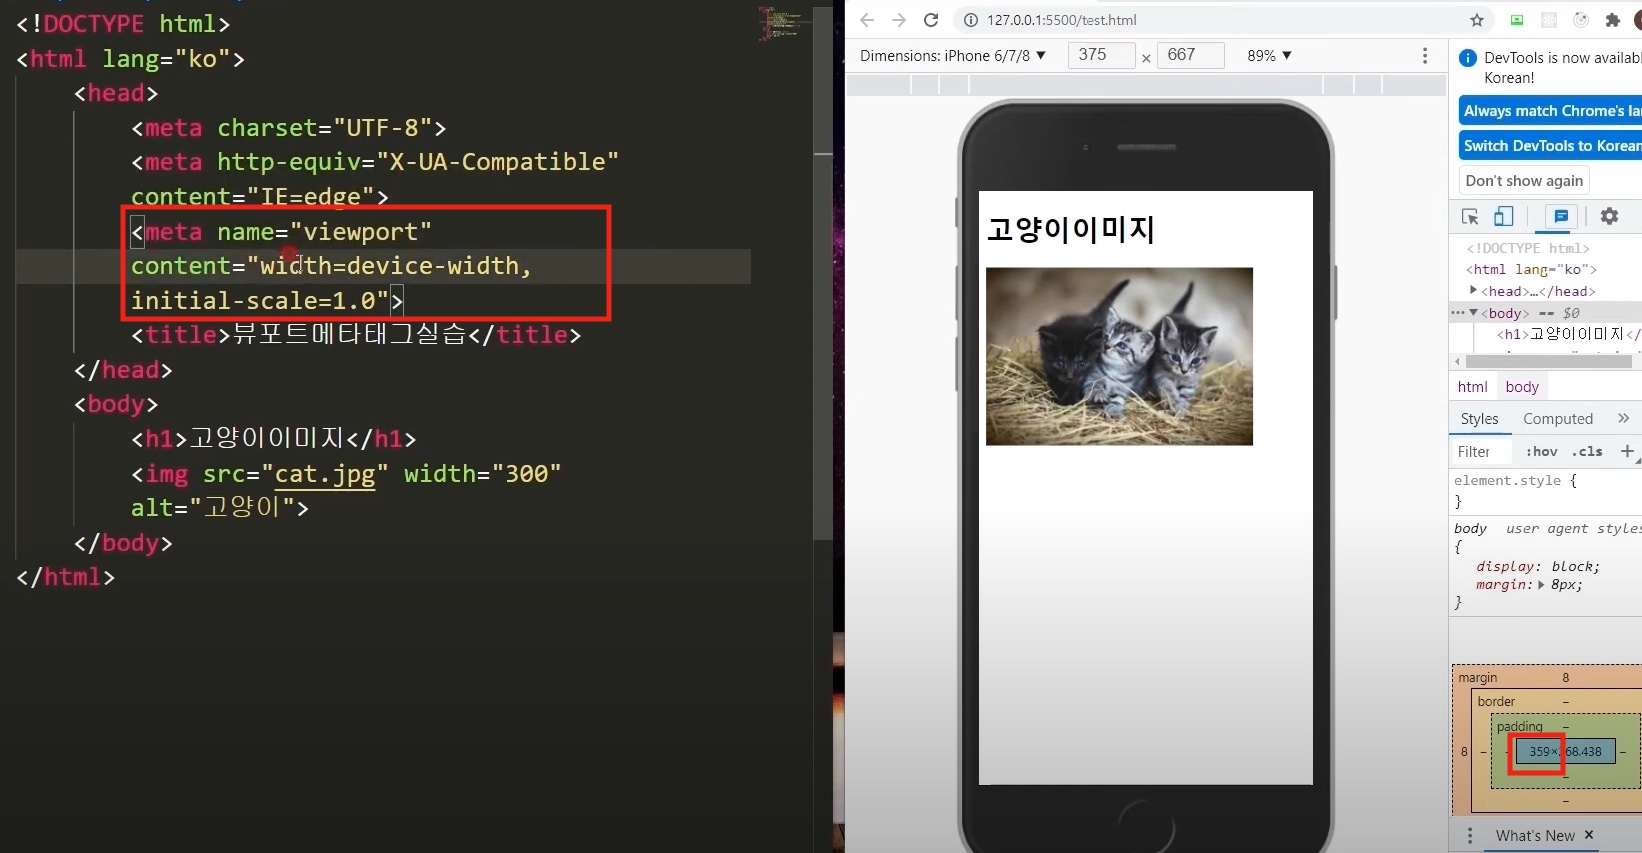 <!DOCTYPE html>
<html lang="ko">
<head>
<meta charset="UTF-8">
<meta http-equiv="X-UA-Compatible"
content="IE=edge">
<meta name="viewport"
content="width=device-width,
initial-scale=1.0">
<title>뷰포트메타태그실습</title>
</head>
<body>
<h1>고양이이미지</h1>
<img src="cat.jpg" width="300"
alt="고양이">
</body>
</html>
127.0.0.1:5500/test.html
Dimensions: iPhone 6/7/8 ▼ 375 × 667 89% ▼
고양이이미지
DevTools is now availabl
Korean!
Always match Chrome's la
Switch DevTools to Korean
Don't show again
<!DOCTYPE html>
<html lang="ko">
▶<head>…</head>
…▼<body> == $0
<h1>고양이이미지</
html body
Styles Computed »
Filter :hov .cls +
element.style {
}
body user agent styles
{
display: block;
margin:▶ 8px;
}
margin 8
border –
padding –
8 – – 359× 68.438 –
–
–
What's New ×